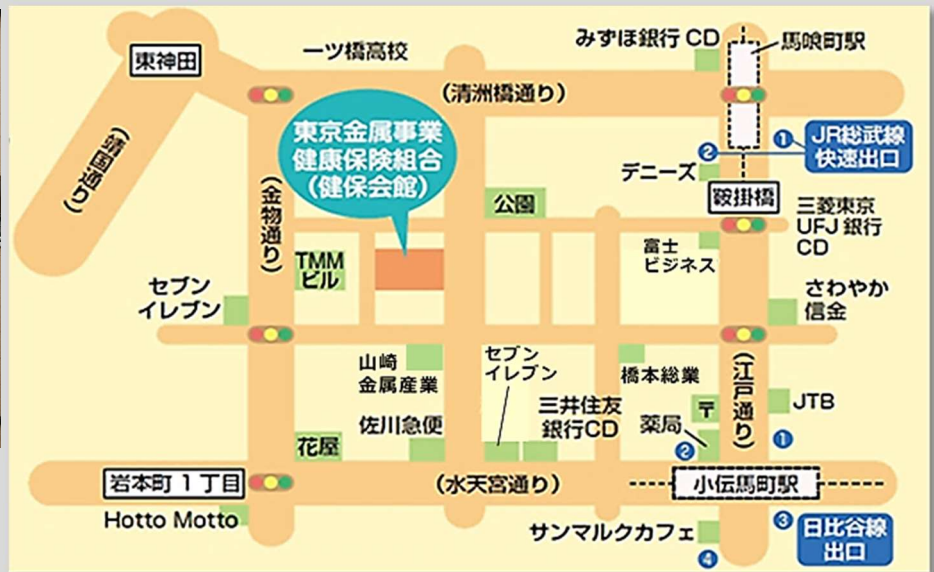 東神田
一ツ橋高校
みずほ銀行 CD
馬喰町駅
(清洲橋通り)
(靖国通り)
東京金属事業
健康保険組合
(健保会館)
❶
JR総武線
快速出口
❷
デニーズ
鞍掛橋
(金物通り)
公園
三菱東京
UFJ 銀行
CD
富士
ビジネス
TMM
ビル
セブン
イレブン
さわやか
信金
山崎
金属産業
セブン
イレブン
橋本総業
(江戸通り)
JTB
三井住友
銀行CD
〒
薬局
佐川急便
花屋
❷
❶
岩本町 1 丁目
(水天宮通り)
小伝馬町駅
Hotto Motto
サンマルクカフェ
❸
日比谷線
出口
❹